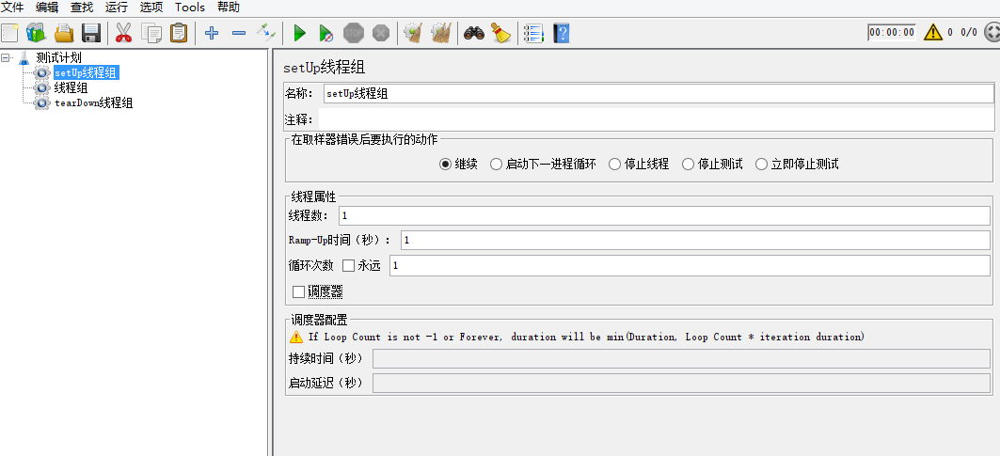 文件 编辑 查找 运行 选项 Tools 帮助
STOP
00:00:00 0 0/0
测试计划
setUp线程组
线程组
tearDown线程组
setUp线程组
名称： setUp线程组
注释：
在取样器错误后要执行的动作
继续 启动下一进程循环 停止线程 停止测试 立即停止测试
线程属性
线程数： 1
Ramp-Up时间（秒）： 1
循环次数 永远 1
调度器
调度器配置
If Loop Count is not -1 or Forever, duration will be min(Duration, Loop Count * iteration duration)
持续时间（秒）
启动延迟（秒）